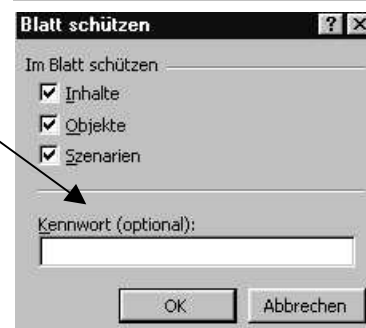 Blatt schützen
Im Blatt schützen
Inhalte
Objekte
Szenarien
Kennwort (optional):
OK Abbrechen